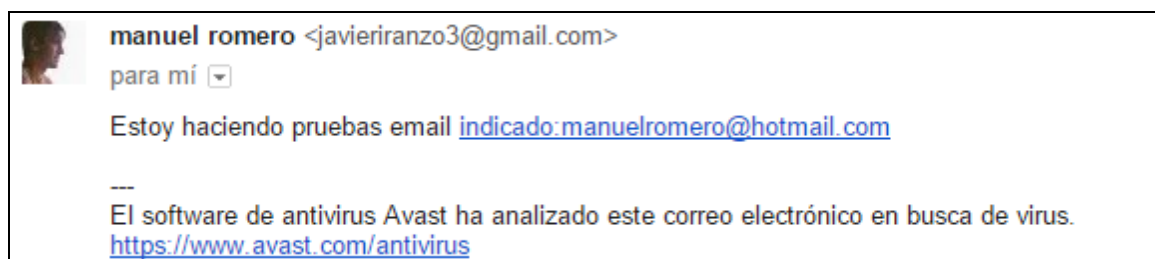 manuel romero <javieriranzo3@gmail.com>
para mí
Estoy haciendo pruebas email indicado:manuelromero@hotmail.com
---
El software de antivirus Avast ha analizado este correo electrónico en busca de virus.
https://www.avast.com/antivirus